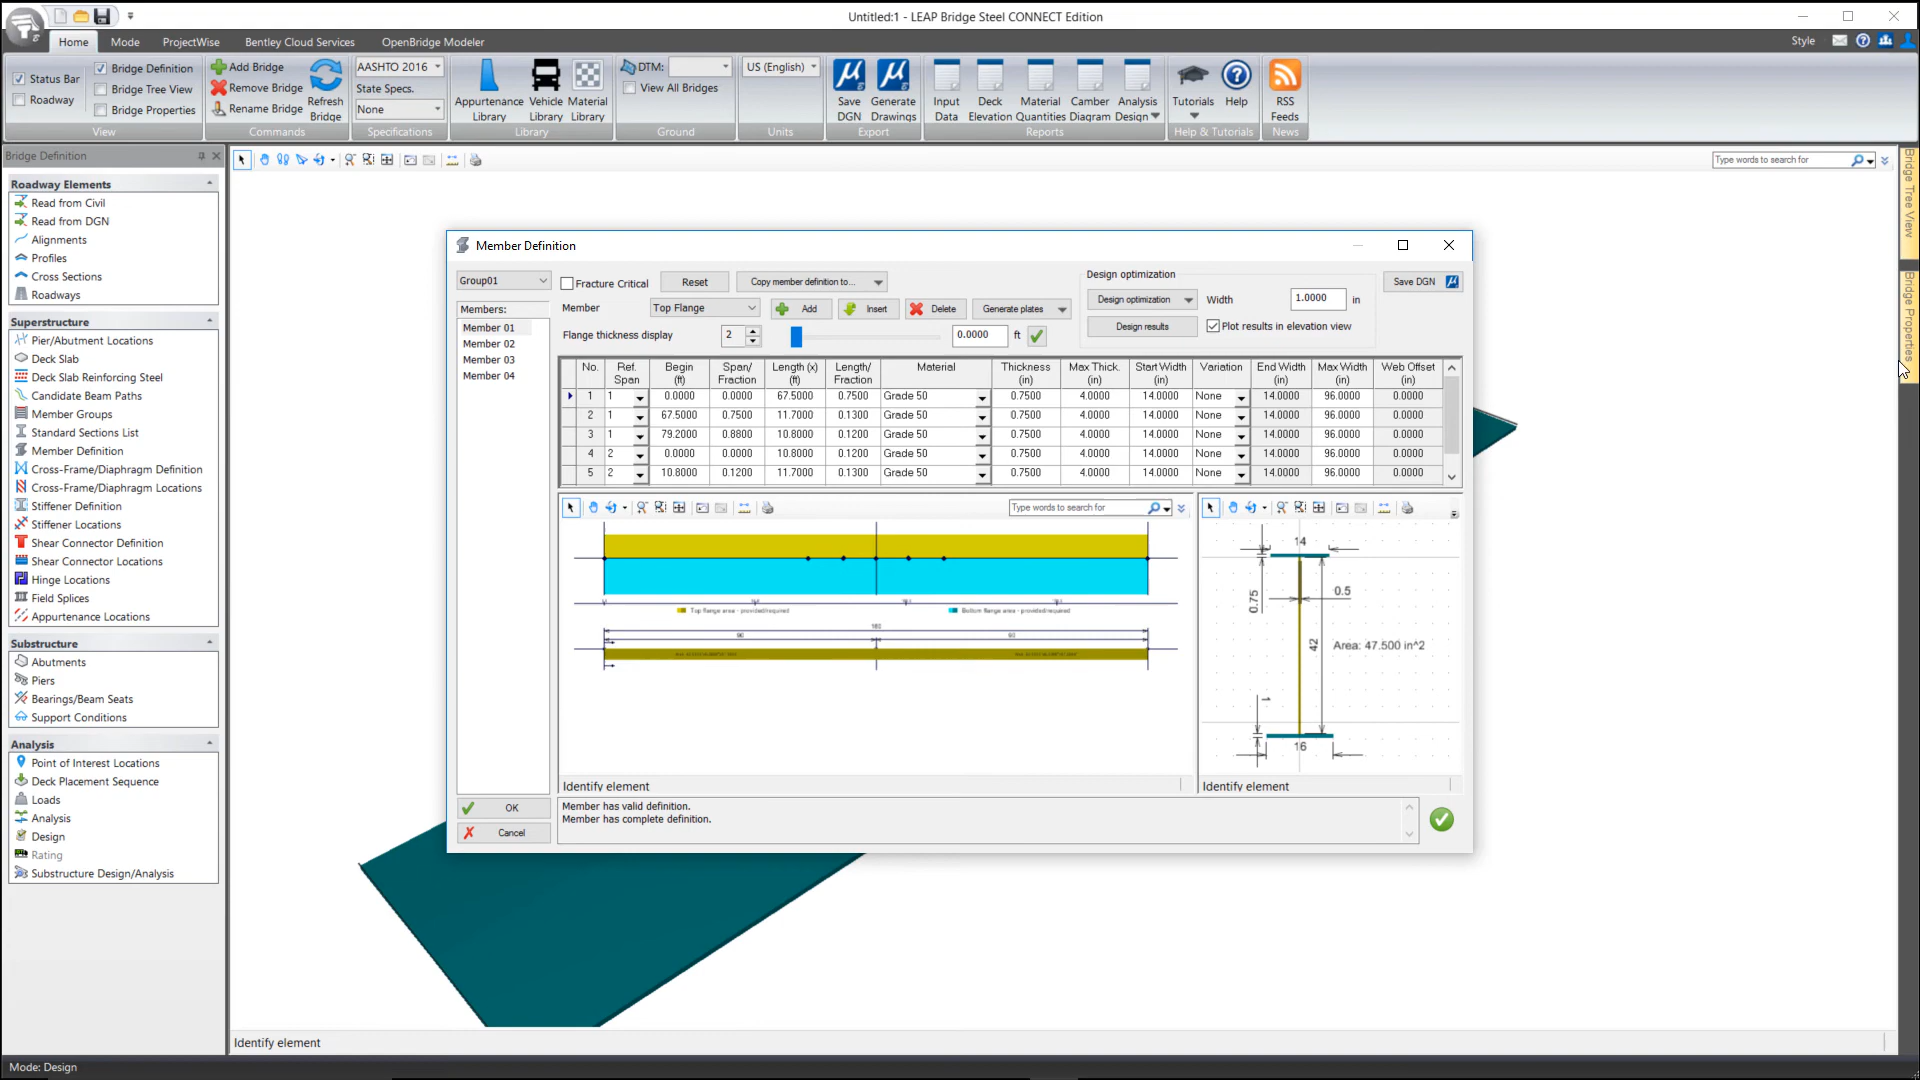 Untitled:1 - LEAP Bridge Steel CONNECT Edition
Home Mode ProjectWise Bentley Cloud Services OpenBridge Modeler Style
Status Bar
Roadway
Bridge Definition
Bridge Tree View
Bridge Properties
View
Add Bridge
Remove Bridge
Rename Bridge
Refresh
Bridge
Commands
AASHTO 2016
State Specs.
None
Specifications
Appurtenance
Library
Vehicle
Library
Material
Library
Library
DTM:
View All Bridges
Ground
US (English)
Units
Save
DGN
Generate
Drawings
Export
Input
Data
Deck
Elevation
Material
Quantities
Camber
Diagram
Analysis
Design
Reports
Tutorials
Help
Help & Tutorials
RSS
Feeds
News
Bridge Definition
Type words to search for
Bridge Tree View
Bridge Properties
Roadway Elements
Read from Civil
Read from DGN
Alignments
Profiles
Cross Sections
Roadways
Superstructure
Pier/Abutment Locations
Deck Slab
Deck Slab Reinforcing Steel
Candidate Beam Paths
Member Groups
Standard Sections List
Member Definition
Cross-Frame/Diaphragm Definition
Cross-Frame/Diaphragm Locations
Stiffener Definition
Stiffener Locations
Shear Connector Definition
Shear Connector Locations
Hinge Locations
Field Splices
Appurtenance Locations
Substructure
Abutments
Piers
Bearings/Beam Seats
Support Conditions
Analysis
Point of Interest Locations
Deck Placement Sequence
Loads
Analysis
Design
Rating
Substructure Design/Analysis
Member Definition
Group01
Fracture Critical
Reset
Copy member definition to...
Design optimization
Save DGN
Members:
Member 01
Member 02
Member 03
Member 04
Member Top Flange Add Insert Delete Generate plates
Design optimization Width 1.0000 in
Flange thickness display 2 0.0000 ft
Design results Plot results in elevation view
No. Ref. Span Begin (ft) Span/ Fraction Length (x) (ft) Length/ Fraction Material Thickness (in) Max Thick. (in) Start Width (in) Variation End Width (in) Max Width (in) Web Offset (in)
1 1 0.0000 0.0000 67.5000 0.7500 Grade 50 0.7500 4.0000 14.0000 None 14.0000 96.0000 0.0000
2 1 67.5000 0.7500 11.7000 0.1300 Grade 50 0.7500 4.0000 14.0000 None 14.0000 96.0000 0.0000
3 1 79.2000 0.8800 10.8000 0.1200 Grade 50 0.7500 4.0000 14.0000 None 14.0000 96.0000 0.0000
4 2 0.0000 0.0000 10.8000 0.1200 Grade 50 0.7500 4.0000 14.0000 None 14.0000 96.0000 0.0000
5 2 10.8000 0.1200 11.7000 0.1300 Grade 50 0.7500 4.0000 14.0000 None 14.0000 96.0000 0.0000
Type words to search for
Top flange area - provided/required
Bottom flange area - provided/required
180
90
14
0.75
0.5
42
Area: 47.500 in^2
1
16
Identify element
Identify element
OK
Cancel
Member has valid definition.
Member has complete definition.
Identify element
Mode: Design